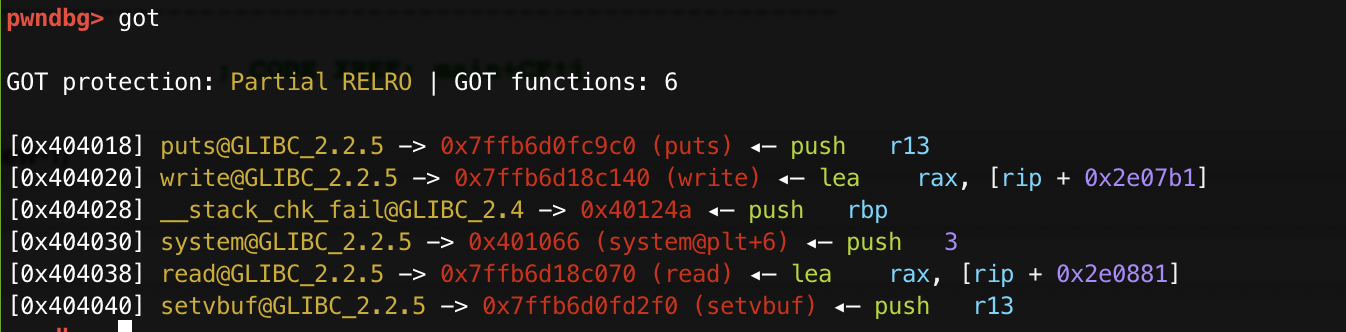 pwndbg> got
GOT protection: Partial RELRO | GOT functions: 6
[0x404018] puts@GLIBC_2.2.5 -> 0x7ffb6d0fc9c0 (puts) ◂— push   r13
[0x404020] write@GLIBC_2.2.5 -> 0x7ffb6d18c140 (write) ◂— lea    rax, [rip + 0x2e07b1]
[0x404028] __stack_chk_fail@GLIBC_2.4 -> 0x40124a ◂— push   rbp
[0x404030] system@GLIBC_2.2.5 -> 0x401066 (system@plt+6) ◂— push   3
[0x404038] read@GLIBC_2.2.5 -> 0x7ffb6d18c070 (read) ◂— lea    rax, [rip + 0x2e0881]
[0x404040] setvbuf@GLIBC_2.2.5 -> 0x7ffb6d0fd2f0 (setvbuf) ◂— push   r13